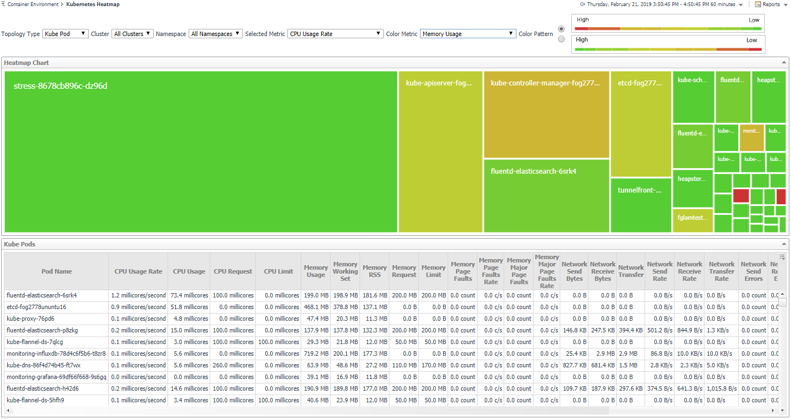 Container Environment > Kubernetes Heatmap
Thursday, February 21, 2019 3:50:45 PM - 4:50:45 PM 60 minutes
Reports
Topology Type Kube Pod Cluster All Clusters Namespace All Namespaces Selected Metric CPU Usage Rate Color Metric Memory Usage Color Pattern
High Low
High Low
Heatmap Chart
stress-8678cb896c-dz96d
kube-apiserver-fog...
kube-controller-manager-fog277...
etcd-fog277...
kube-sch...
fluentd...
heapst...
fluentd-e...
kube-...
moni...
kub...
kube-...
kube-...
kub...
fluentd-elasticsearch-6srk4
tunnelfront-...
heapster...
fglamtest...
Kube Pods
Pod Name CPU Usage Rate CPU Usage CPU Request CPU Limit Memory Usage Memory Working Set Memory RSS Memory Request Memory Limit Memory Page Faults Memory Page Faults Rate Memory Major Page Faults Memory Major Page Faults Rate Network Send Bytes Network Receive Bytes Network Transfer Network Send Rate Network Receive Rate Network Transfer Rate Network Send Errors
fluentd-elasticsearch-6srk4 1.2 millicores/second 73.4 millicores 100.0 millicores 0.0 millicores 199.0 MB 198.9 MB 181.6 MB 200.0 MB 200.0 MB 0.0 count 0.0 c/s 0.0 count 0.0 c/s 0.0 B 0.0 B 0.0 B 0.0 B/s 0.0 B/s 0.0 B/s 0.0 count
etcd-fog2778ununtu16 0.9 millicores/second 51.8 millicores 0.0 millicores 0.0 millicores 468.1 MB 378.8 MB 137.1 MB 0.0 B 0.0 B 0.0 count 0.0 c/s 0.0 count 0.0 c/s 0.0 B 0.0 B 0.0 B 0.0 B/s 0.0 B/s 0.0 B/s 0.0 count
kube-proxy-76pd6 0.1 millicores/second 4.8 millicores 0.0 millicores 0.0 millicores 47.4 MB 20.3 MB 11.3 MB 0.0 B 0.0 B 0.0 count 0.0 c/s 0.0 count 0.0 c/s 0.0 B 0.0 B 0.0 B 0.0 B/s 0.0 B/s 0.0 B/s 0.0 count
fluentd-elasticsearch-p8zkg 0.2 millicores/second 15.0 millicores 100.0 millicores 0.0 millicores 137.9 MB 137.8 MB 132.3 MB 200.0 MB 200.0 MB 0.0 count 0.0 c/s 0.0 count 0.0 c/s 146.8 KB 247.5 KB 394.4 KB 501.2 B/s 844.9 B/s 1.3 KB/s 0.0 count
kube-flannel-ds-7qlcg 0.1 millicores/second 3.0 millicores 100.0 millicores 100.0 millicores 29.3 MB 21.8 MB 12.0 MB 50.0 MB 50.0 MB 0.0 count 0.0 c/s 0.0 count 0.0 c/s 0.0 B 0.0 B 0.0 B 0.0 B/s 0.0 B/s 0.0 B/s 0.0 count
monitoring-influxdb-78d4c6f5b6-t8zr8 0.1 millicores/second 5.6 millicores 0.0 millicores 0.0 millicores 719.2 MB 200.1 MB 177.3 MB 0.0 B 0.0 B 0.0 count 0.0 c/s 0.0 count 0.0 c/s 25.4 KB 2.9 MB 2.9 MB 86.8 B/s 10.0 KB/s 10.0 KB/s 0.0 count
kube-dns-86f4d74b45-ft7wx 0.1 millicores/second 5.6 millicores 260.0 millicores 0.0 millicores 63.9 MB 48.6 MB 27.2 MB 110.0 MB 170.0 MB 0.0 count 0.0 c/s 0.0 count 0.0 c/s 827.7 KB 681.4 KB 1.5 MB 2.8 KB/s 2.3 KB/s 5.0 KB/s 0.0 count
monitoring-grafana-69df66f668-9s6gq 0.0 millicores/second 0.3 millicores 0.0 millicores 0.0 millicores 39.1 MB 16.9 MB 11.8 MB 0.0 B 0.0 B 0.0 count 0.0 c/s 0.0 count 0.0 c/s 0.0 B 0.0 B 0.0 B 0.0 B/s 0.0 B/s 0.0 B/s 0.0 count
fluentd-elasticsearch-h42d6 0.2 millicores/second 14.6 millicores 100.0 millicores 0.0 millicores 190.9 MB 189.8 MB 177.0 MB 200.0 MB 200.0 MB 0.0 count 0.0 c/s 0.0 count 0.0 c/s 109.7 KB 187.9 KB 297.6 KB 374.5 B/s 641.3 B/s 1,015.8 B/s 0.0 count
kube-flannel-ds-5hfh9 0.1 millicores/second 3.4 millicores 100.0 millicores 100.0 millicores 40.6 MB 23.9 MB 12.0 MB 50.0 MB 50.0 MB 0.0 count 0.0 c/s 0.0 count 0.0 c/s 0.0 B 0.0 B 0.0 B 0.0 B/s 0.0 B/s 0.0 B/s 0.0 count